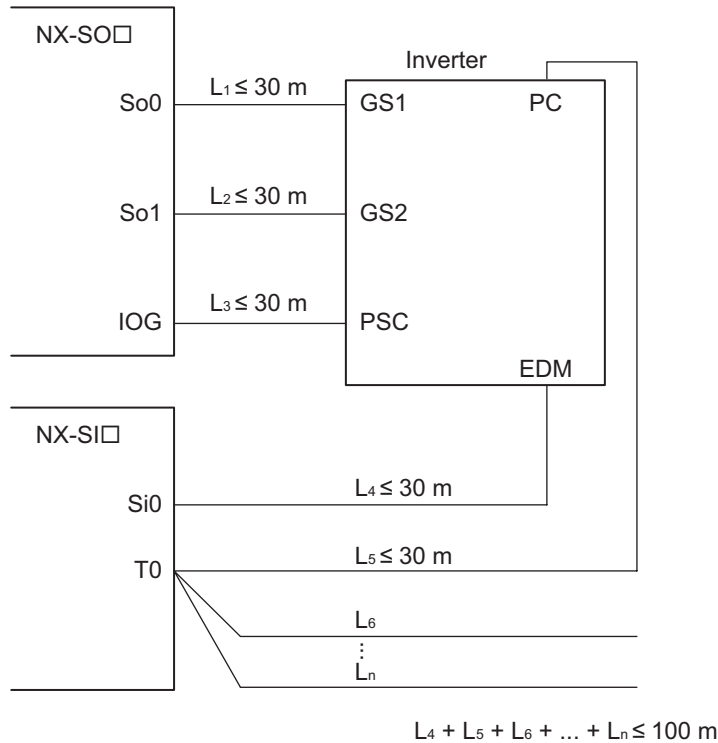 NX-SO□
Inverter
So0
L1 ≤ 30 m
GS1
PC
So1
L2 ≤ 30 m
GS2
IOG
L3 ≤ 30 m
PSC
EDM
NX-SI□
Si0
L4 ≤ 30 m
T0
L5 ≤ 30 m
L6
⋮
Ln
L4 + L5 + L6 + ... + Ln ≤ 100 m